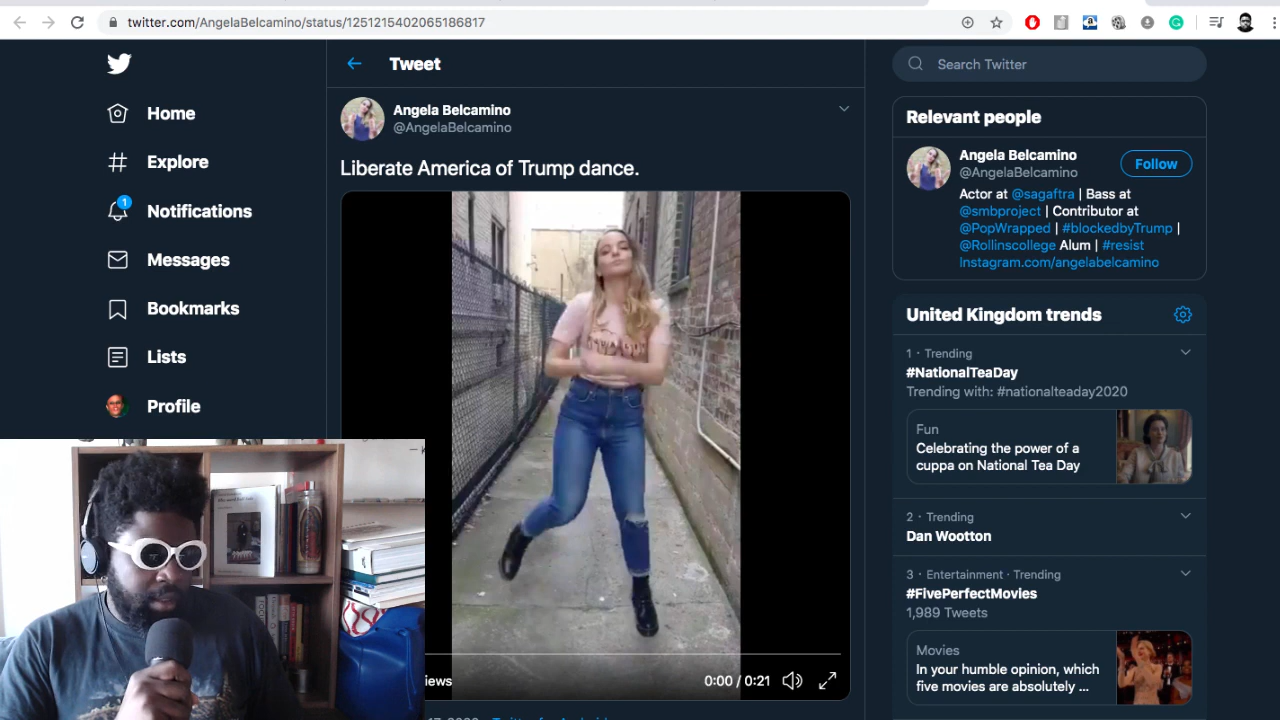 twitter.com/AngelaBelcamino/status/1251215402065186817
Home
Explore
1
Notifications
Messages
Bookmarks
Lists
Profile
Tweet
Angela Belcamino
@AngelaBelcamino
Liberate America of Trump dance.
iews
0:00 / 0:21
Search Twitter
Relevant people
Angela Belcamino
@AngelaBelcamino
Follow
Actor at @sagaftra | Bass at
@smbproject | Contributor at
@PopWrapped | #blockedbyTrump |
@Rollinscollege Alum | #resist
Instagram.com/angelabelcamino
United Kingdom trends
1 · Trending
#NationalTeaDay
Trending with: #nationalteaday2020
Fun
Celebrating the power of a
cuppa on National Tea Day
2 · Trending
Dan Wootton
3 · Entertainment · Trending
#FivePerfectMovies
1,989 Tweets
Movies
In your humble opinion, which
five movies are absolutely ...